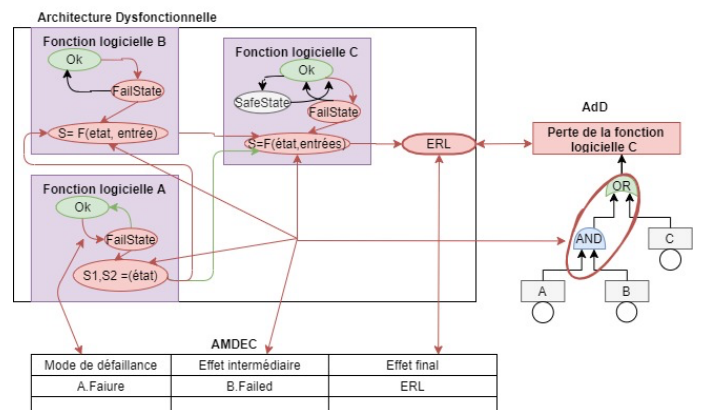 Architecture Dysfonctionnelle
Fonction logicielle B
Ok
FailState
S= F(etat, entrée)
Fonction logicielle C
Ok
SafeState
FailState
S=F(état,entrées)
ERL
Fonction logicielle A
Ok
FailState
S1,S2 =(état)
AdD
Perte de la fonction
logicielle C
OR
AND
C
A
B
AMDEC
Mode de défaillance Effet intermédiaire Effet final
A.Faiure B.Failed ERL